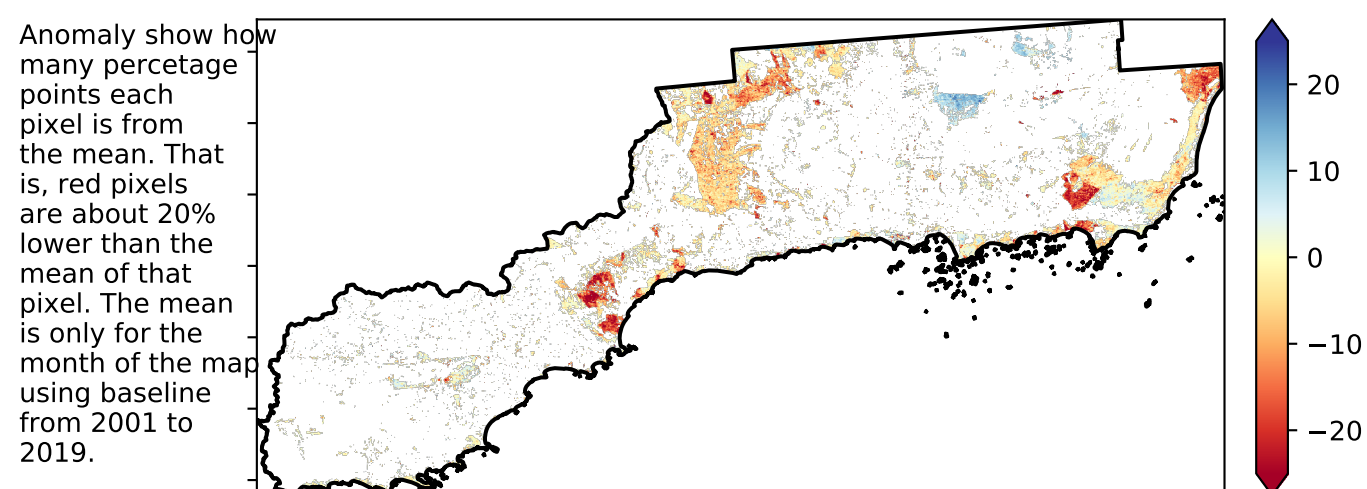 Anomaly show how
many percetage
points each
pixel is from
the mean. That
is, red pixels
are about 20%
lower than the
mean of that
pixel. The mean
is only for the
month of the map
using baseline
from 2001 to
2019.
20
10
0
−10
−20